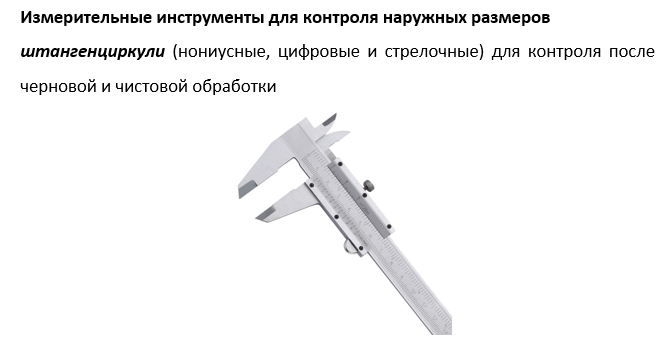 Измерительные инструменты для контроля наружных размеров
штангенциркули (нониусные, цифровые и стрелочные) для контроля после
черновой и чистовой обработки